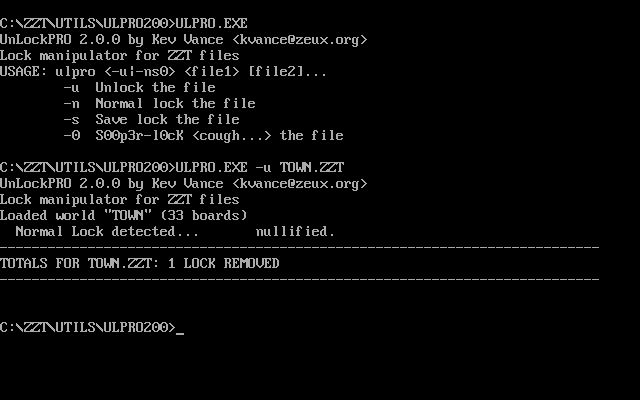 C:\ZZT\UTILS\ULPRO200>ULPRO.EXE
UnLockPRO 2.0.0 by Kev Vance <kvance@zeux.org>
Lock manipulator for ZZT files
USAGE: ulpro <-u|-ns0> <file1> [file2]...
-u  Unlock the file
-n  Normal lock the file
-s  Save lock the file
-0  S00p3r-l0cK <cough...> the file
C:\ZZT\UTILS\ULPRO200>ULPRO.EXE -u TOWN.ZZT
UnLockPRO 2.0.0 by Kev Vance <kvance@zeux.org>
Lock manipulator for ZZT files
Loaded world "TOWN" (33 boards)
Normal Lock detected...       nullified.
---------------------------------------------------------------------------
TOTALS FOR TOWN.ZZT: 1 LOCK REMOVED
---------------------------------------------------------------------------
C:\ZZT\UTILS\ULPRO200>_